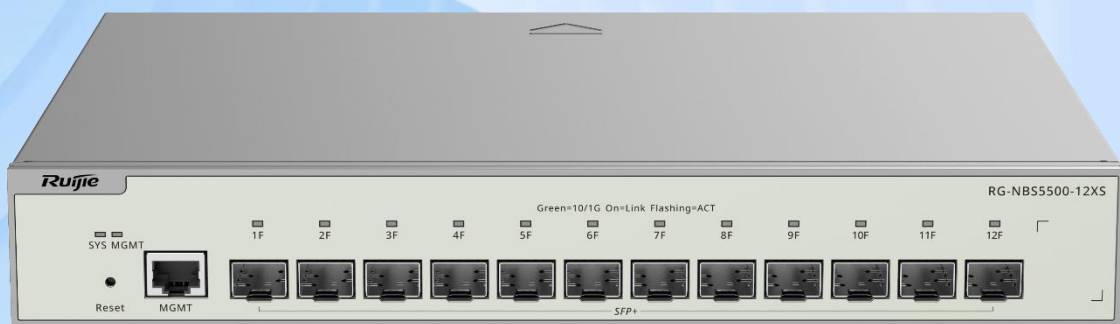 Ruijie
RG-NBS5500-12XS
Green=10/1G On=Link Flashing=ACT
SYS MGMT
1F 2F 3F 4F 5F 6F 7F 8F 9F 10F 11F 12F
Reset
MGMT
SFP+